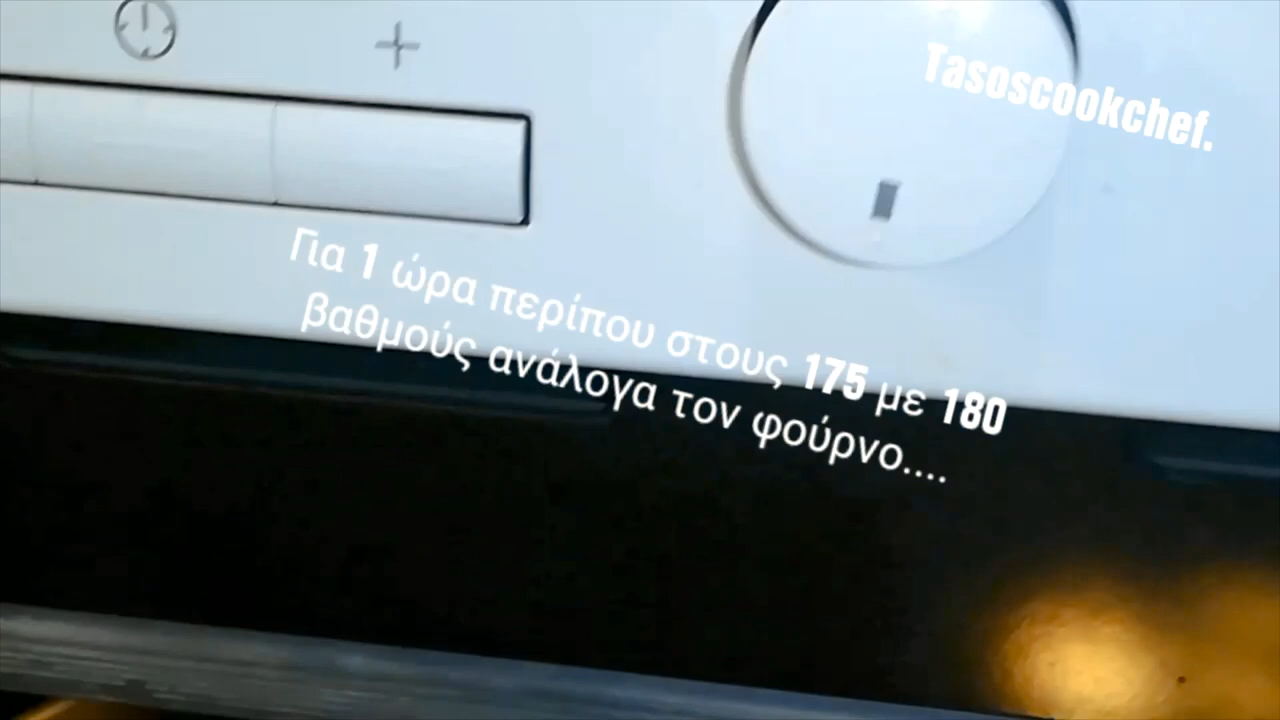 Tasoscookchef.
Για 1 ώρα περίπου στους 175 με 180
βαθμούς ανάλογα τον φούρνο....